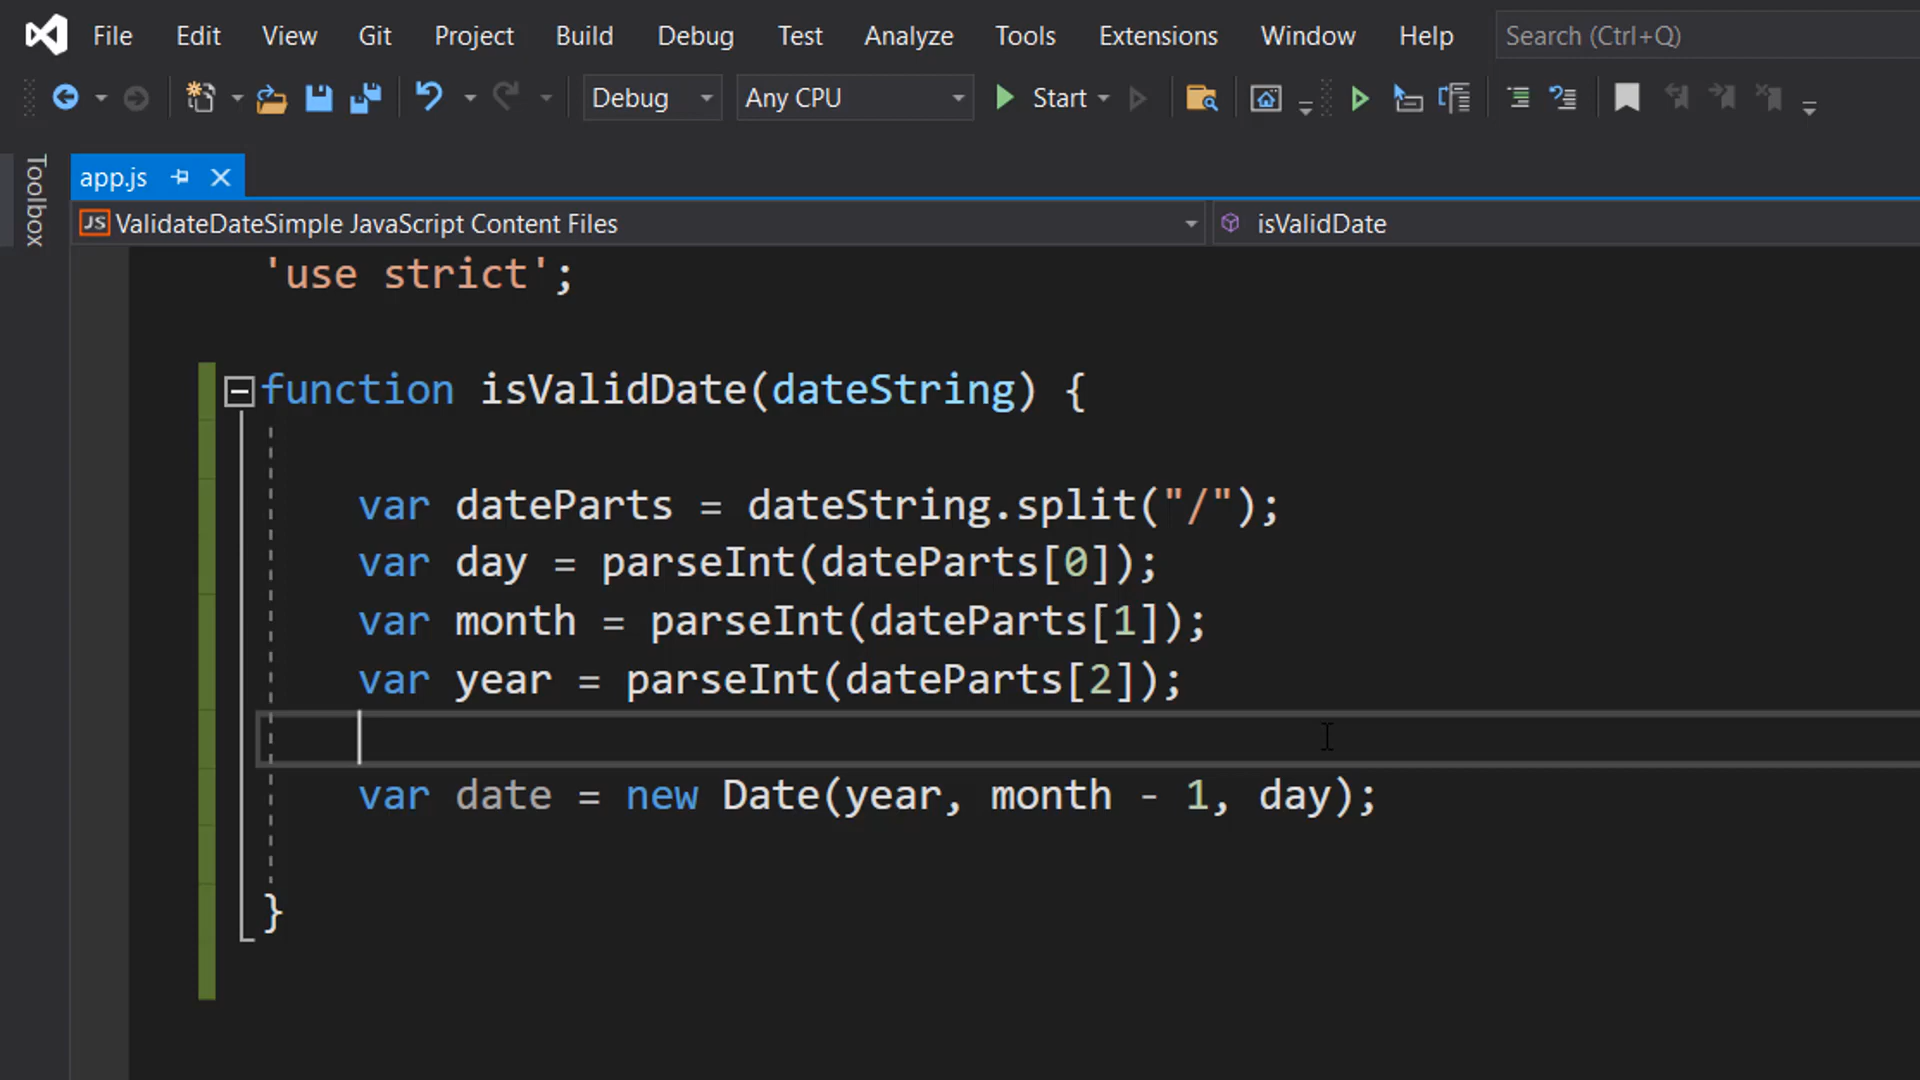 File Edit View Git Project Build Debug Test Analyze Tools Extensions Window Help Search (Ctrl+Q)
Debug Any CPU Start
Toolbox
app.js
JS ValidateDateSimple JavaScript Content Files isValidDate
'use strict';
function isValidDate(dateString) {
var dateParts = dateString.split("/");
var day = parseInt(dateParts[0]);
var month = parseInt(dateParts[1]);
var year = parseInt(dateParts[2]);
var date = new Date(year, month - 1, day);
}